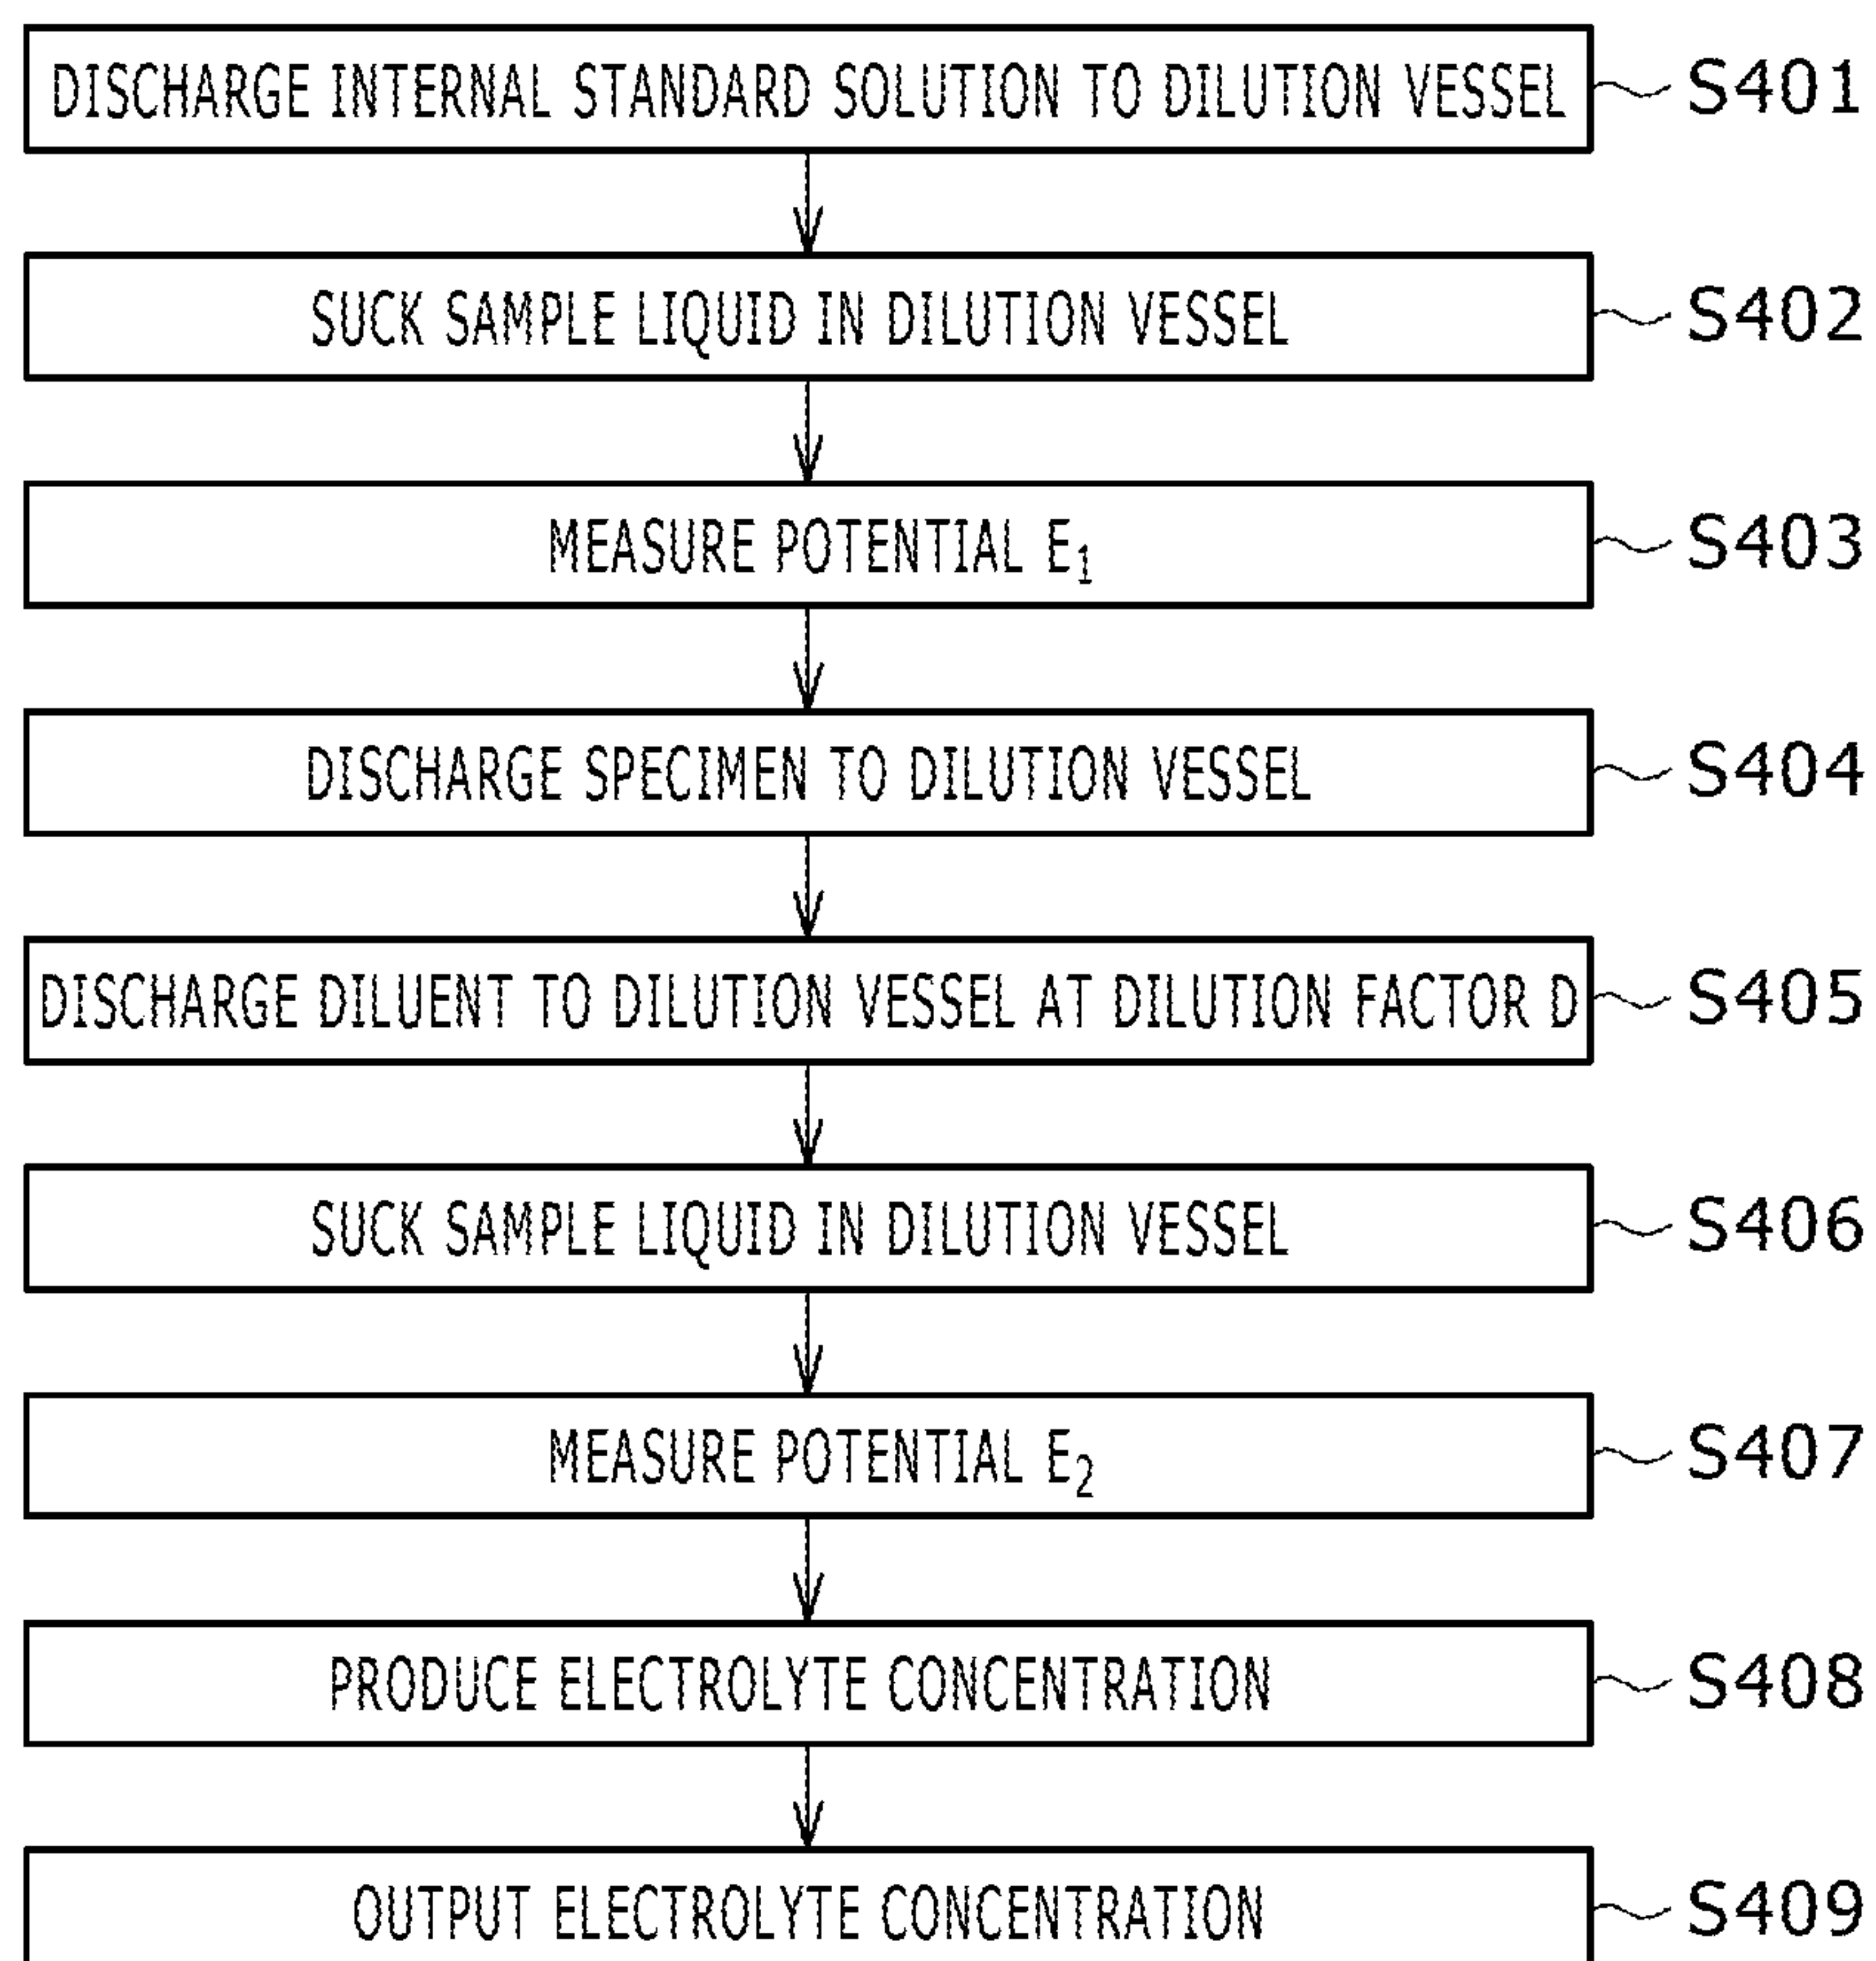 DISCHARGE INTERNAL STANDARD SOLUTION TO DILUTION VESSEL S401
SUCK SAMPLE LIQUID IN DILUTION VESSEL S402
MEASURE POTENTIAL E₁ S403
DISCHARGE SPECIMEN TO DILUTION VESSEL S404
DISCHARGE DILUENT TO DILUTION VESSEL AT DILUTION FACTOR D S405
SUCK SAMPLE LIQUID IN DILUTION VESSEL S406
MEASURE POTENTIAL E₂ S407
PRODUCE ELECTROLYTE CONCENTRATION S408
OUTPUT ELECTROLYTE CONCENTRATION S409